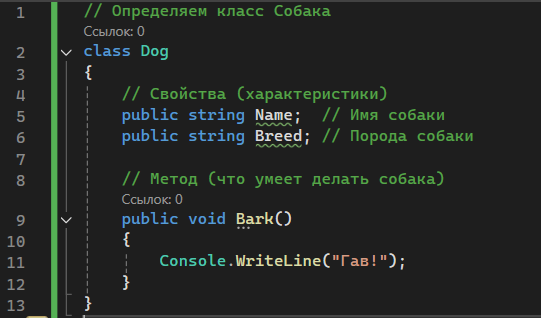 1 // Определяем класс Собака
Ссылок: 0
2 class Dog
3 {
4 // Свойства (характеристики)
5 public string Name; // Имя собаки
6 public string Breed; // Порода собаки
7
8 // Метод (что умеет делать собака)
Ссылок: 0
9 public void Bark()
10 {
11 Console.WriteLine("Гав!");
12 }
13 }